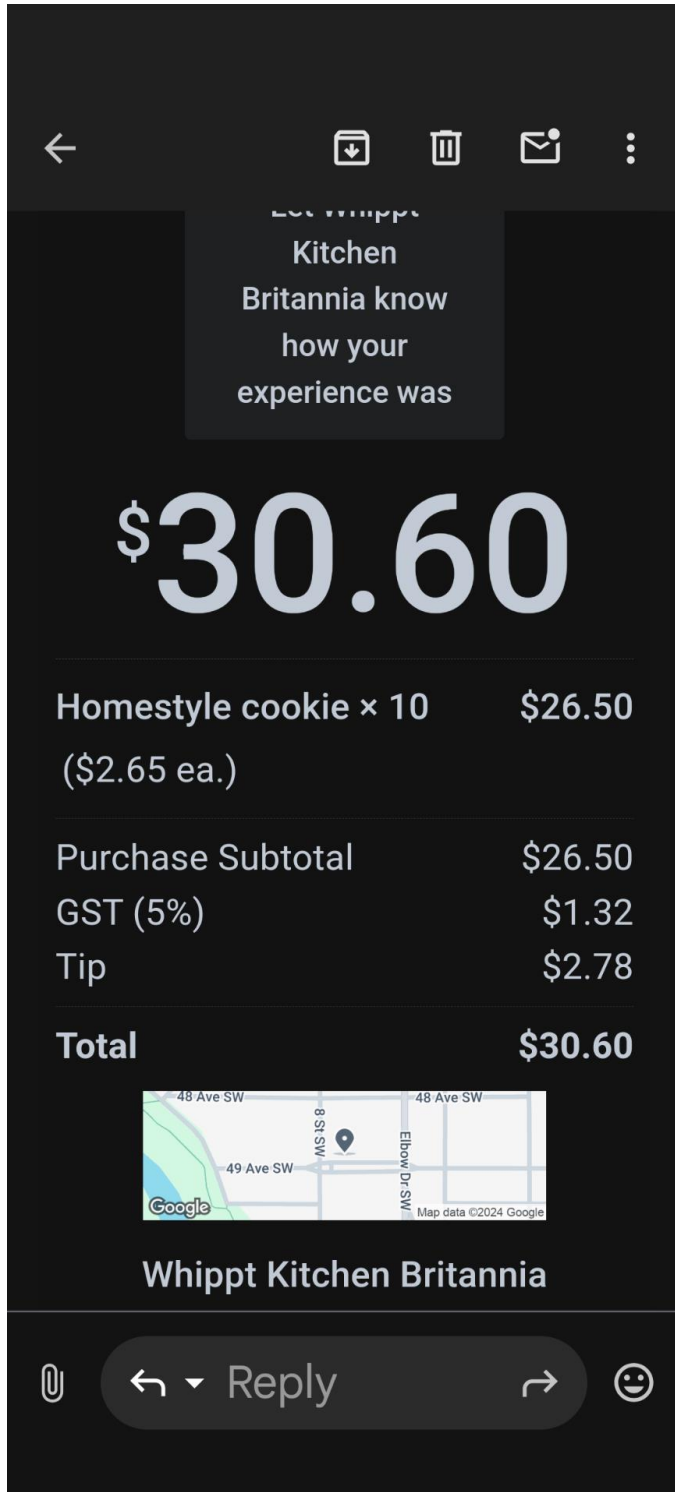 Let Whippt
Kitchen
Britannia know
how your
experience was
$30.60
Homestyle cookie × 10 $26.50
($2.65 ea.)
Purchase Subtotal $26.50
GST (5%) $1.32
Tip $2.78
Total $30.60
48 Ave SW 48 Ave SW
8 St SW
Elbow Dr SW
49 Ave SW
Google Map data ©2024 Google
Whippt Kitchen Britannia
Reply